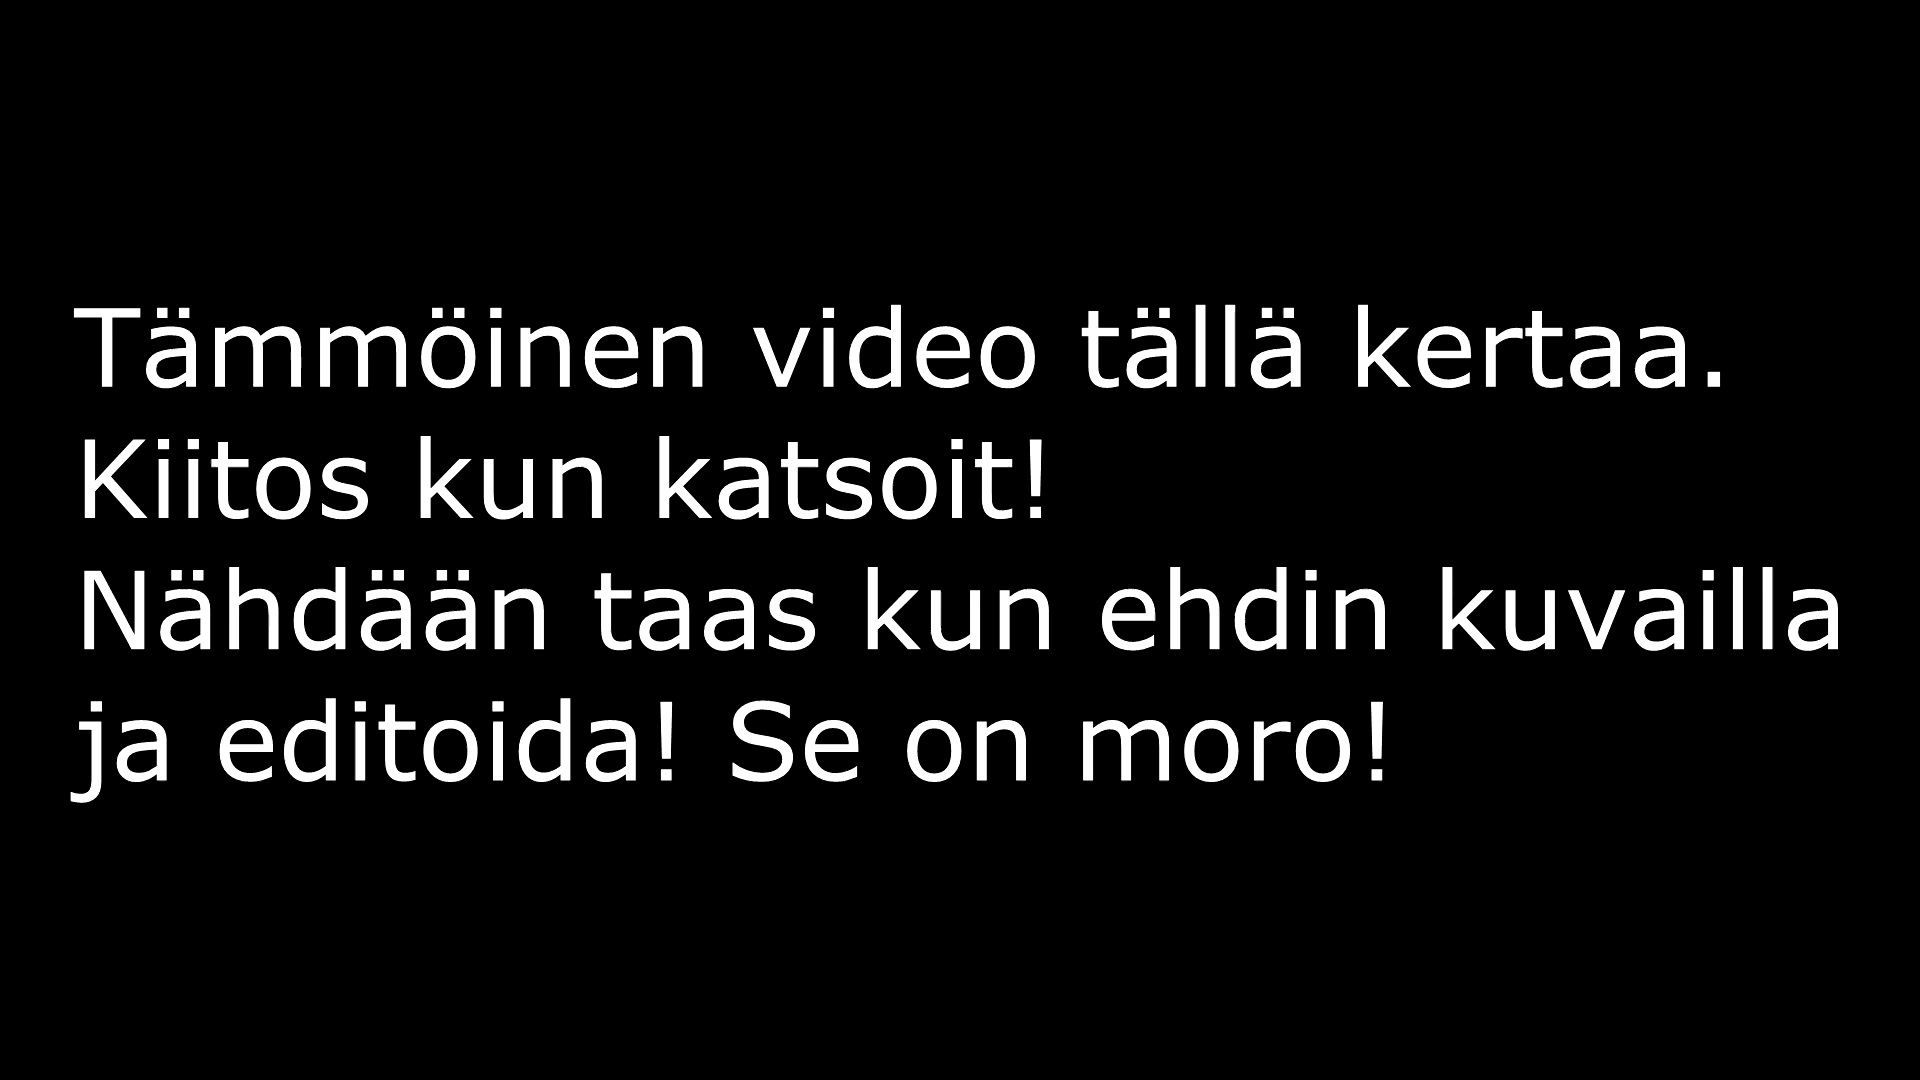 Tämmöinen video tällä kertaa.
Kiitos kun katsoit!
Nähdään taas kun ehdin kuvailla
ja editoida! Se on moro!